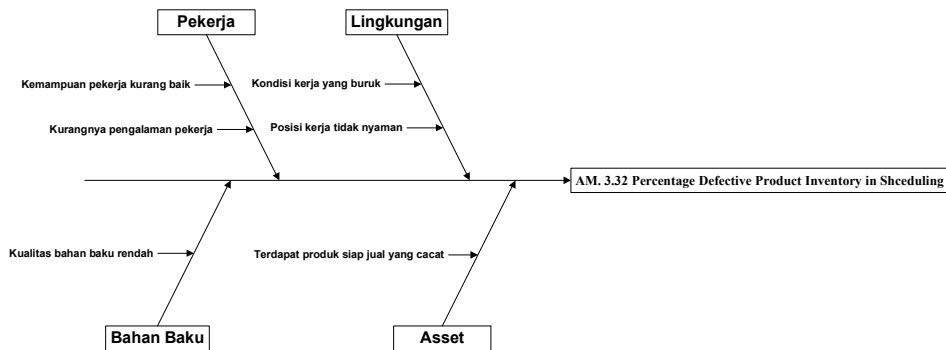 Pekerja
Lingkungan
Kemampuan pekerja kurang baik
Kondisi kerja yang buruk
Kurangnya pengalaman pekerja
Posisi kerja tidak nyaman
AM. 3.32 Percentage Defective Product Inventory in Shceduling
Kualitas bahan baku rendah
Terdapat produk siap jual yang cacat
Bahan Baku
Asset